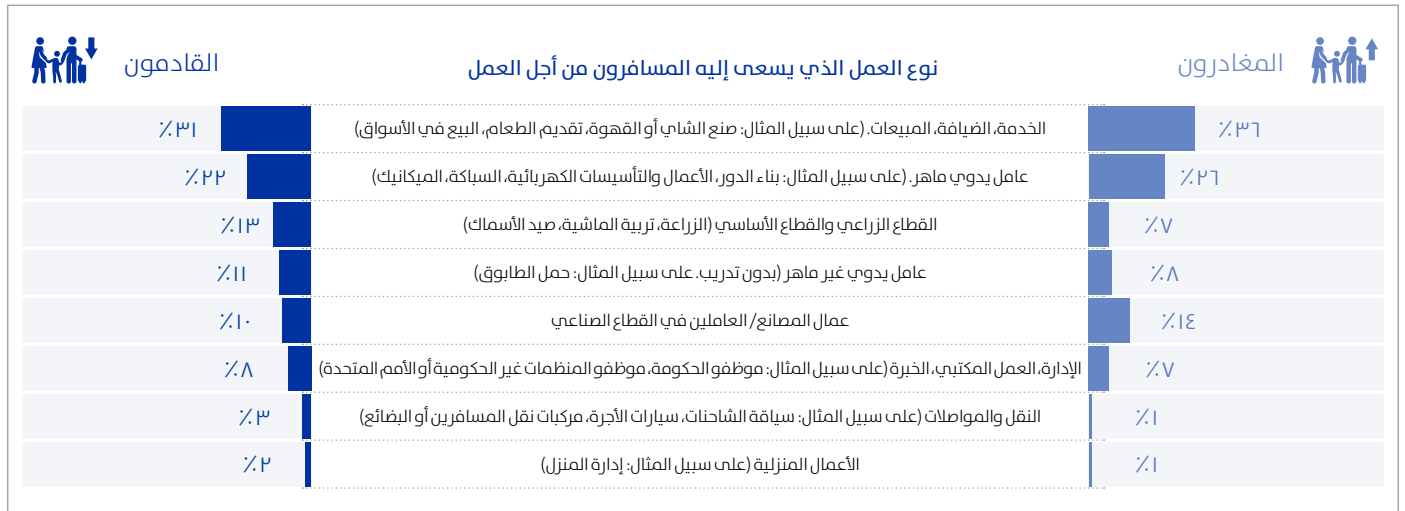 المغادرون
نوع العمل الذي يسعى إليه المسافرون من أجل العمل
القادمون
٪٣٦ الخدمة، الضيافة، المبيعات. (على سبيل المثال: صنع الشاي أو القهوة، تقديم الطعام، البيع في الأسواق) ٪٣١
٪٢٦ عامل يدوي ماهر. (على سبيل المثال: بناء الدور، الأعمال والتأسيسات الكهربائية، السباكة، الميكانيك) ٪٢٢
٪٧ القطاع الزراعي والقطاع الأساسي (الزراعة، تربية الماشية، صيد الأسماك) ٪١٣
٪٨ عامل يدوي غير ماهر (بدون تدريب. على سبيل المثال: حمل الطابوق) ٪١١
٪١٤ عمال المصانع/ العاملين في القطاع الصناعي ٪١٠
٪٧ الإدارة، العمل المكتبي، الخبرة (على سبيل المثال: موظفو الحكومة، موظفو المنظمات غير الحكومية أو الأمم المتحدة) ٪٨
٪١ النقل والمواصلات (على سبيل المثال: سياقة الشاحنات، سيارات الأجرة، مركبات نقل المسافرين أو البضائع) ٪٣
٪١ الأعمال المنزلية (على سبيل المثال: إدارة المنزل) ٪٢